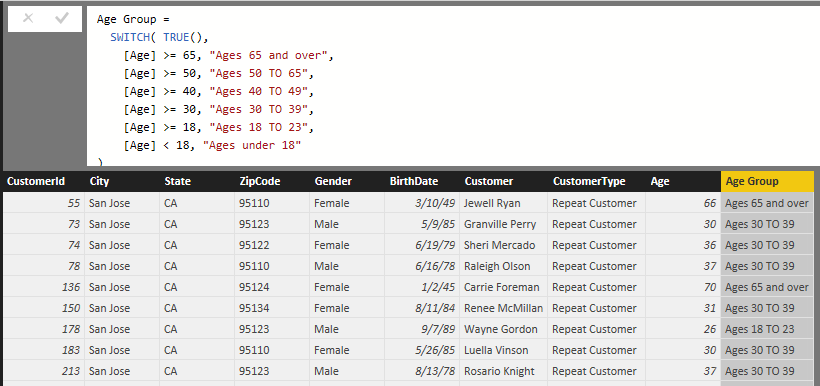 Age Group =
SWITCH( TRUE(),
[Age] >= 65, "Ages 65 and over",
[Age] >= 50, "Ages 50 TO 65",
[Age] >= 40, "Ages 40 TO 49",
[Age] >= 30, "Ages 30 TO 39",
[Age] >= 18, "Ages 18 TO 23",
[Age] < 18, "Ages under 18"
)
CustomerId City State ZipCode Gender BirthDate Customer CustomerType Age Age Group
55 San Jose CA 95110 Female 3/10/49 Jewell Ryan Repeat Customer 66 Ages 65 and over
73 San Jose CA 95123 Male 5/9/85 Granville Perry Repeat Customer 30 Ages 30 TO 39
74 San Jose CA 95122 Female 6/19/79 Sheri Mercado Repeat Customer 36 Ages 30 TO 39
78 San Jose CA 95110 Male 6/16/78 Raleigh Olson Repeat Customer 37 Ages 30 TO 39
136 San Jose CA 95124 Female 1/2/45 Carrie Foreman Repeat Customer 70 Ages 65 and over
150 San Jose CA 95134 Female 8/11/84 Renee McMillan Repeat Customer 31 Ages 30 TO 39
178 San Jose CA 95123 Male 9/7/89 Wayne Gordon Repeat Customer 26 Ages 18 TO 23
183 San Jose CA 95110 Female 5/26/85 Luella Vinson Repeat Customer 30 Ages 30 TO 39
213 San Jose CA 95123 Male 8/13/78 Rosario Knight Repeat Customer 37 Ages 30 TO 39